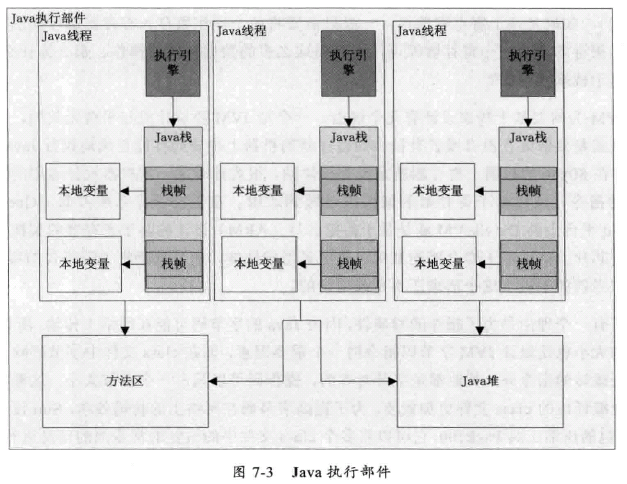 Java执行部件
Java线程
执行引
擎
Java栈
栈帧
本地变量
栈帧
本地变量
Java线程
执行引
擎
Java栈
栈帧
本地变量
栈帧
本地变量
Java线程
执行引
擎
Java栈
栈帧
本地变量
栈帧
本地变量
方法区
Java堆
图 7-3 Java 执行部件